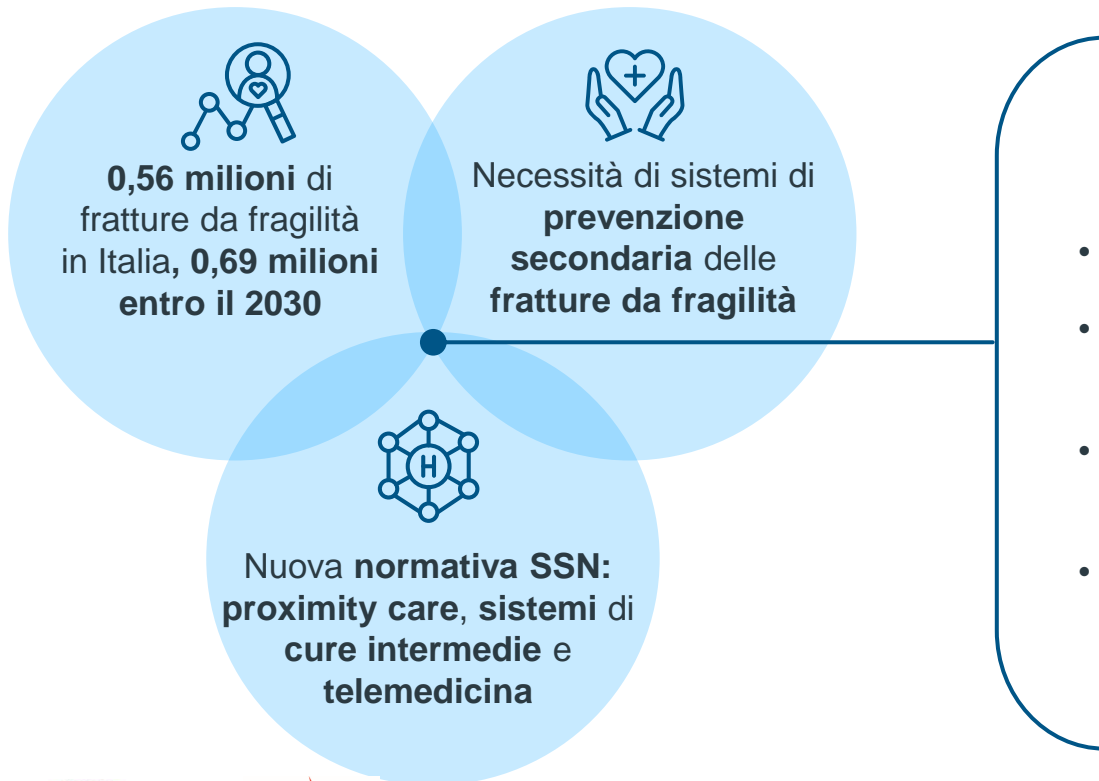 0,56 milioni di
fratture da fragilità
in Italia, 0,69 milioni
entro il 2030
Necessità di sistemi di
prevenzione
secondaria delle
fratture da fragilità
H
Nuova normativa SSN:
proximity care, sistemi di
cure intermedie e
telemedicina
•
•
•
•